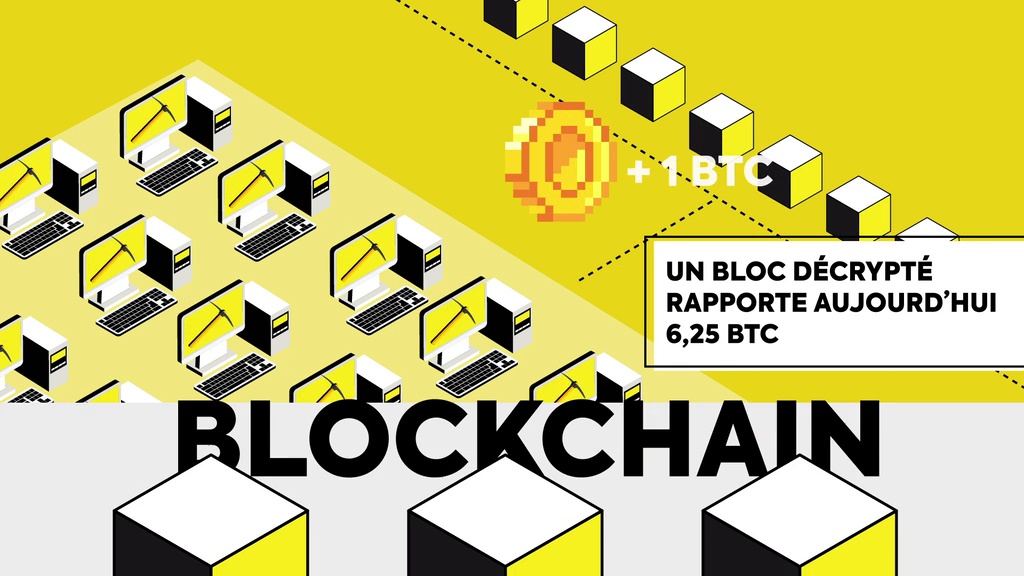 + 1 BTC
UN BLOC DÉCRYPTÉ
RAPPORTE AUJOURD’HUI
6,25 BTC
BLOCKCHAIN